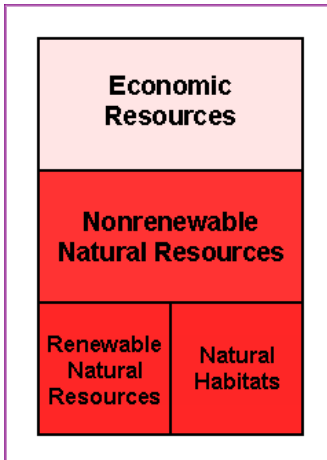 Economic
Resources
Nonrenewable
Natural Resources
Renewable
Natural
Resources
Natural
Habitats